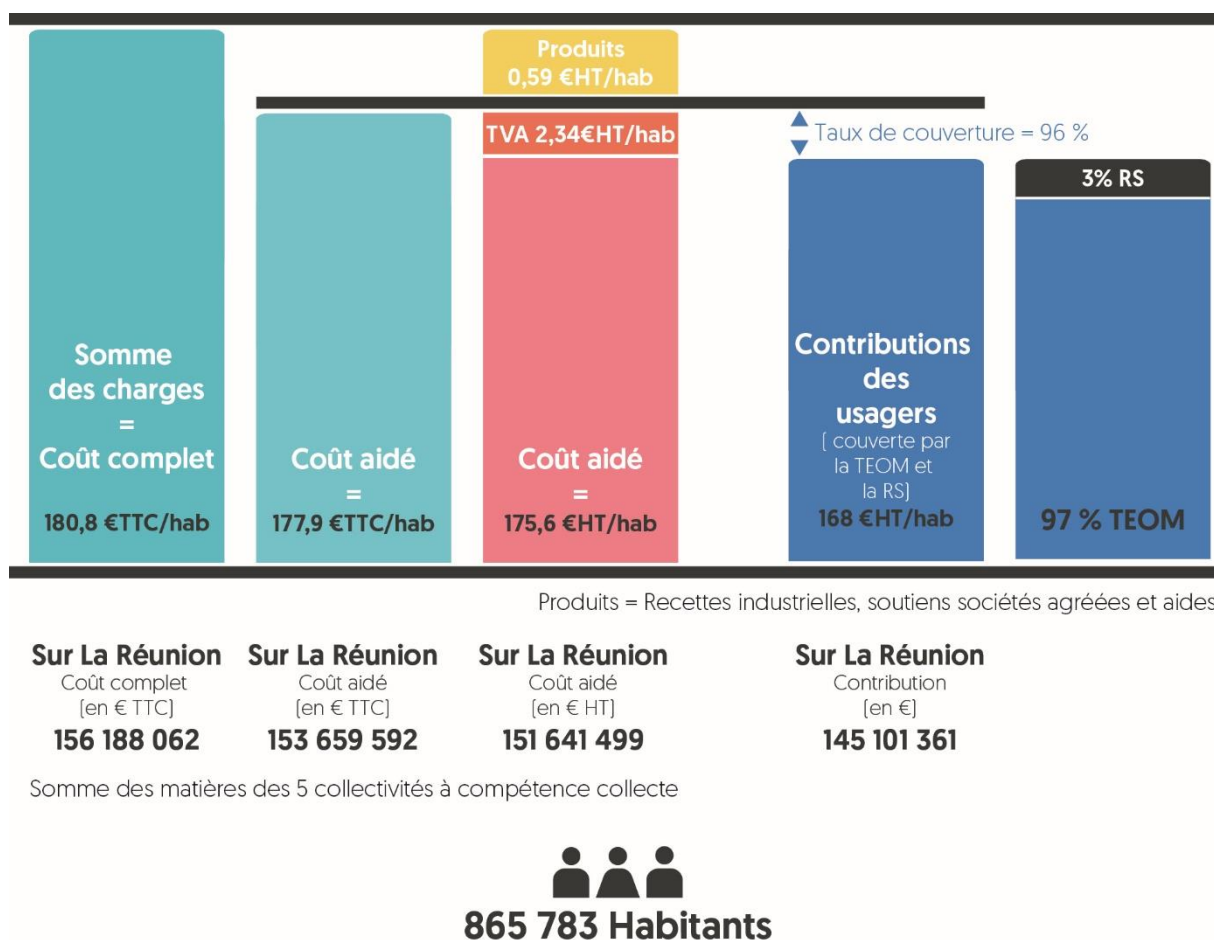 Produits
0,59 €HT/hab
TVA 2,34€HT/hab
Taux de couverture = 96 %
3% RS
Somme
des charges
=
Coût complet
180,8 €TTC/hab
Coût aidé
=
177,9 €TTC/hab
Coût aidé
=
175,6 €HT/hab
Contributions
des
usagers
( couverte par
la TEOM et
la RS)
168 €HT/hab
97 % TEOM
Produits = Recettes industrielles, soutiens sociétés agréées et aides
Sur La Réunion
Coût complet
(en € TTC)
156 188 062
Sur La Réunion
Coût aidé
(en € TTC)
153 659 592
Sur La Réunion
Coût aidé
(en € HT)
151 641 499
Sur La Réunion
Contribution
(en €)
145 101 361
Somme des matières des 5 collectivités à compétence collecte
865 783 Habitants